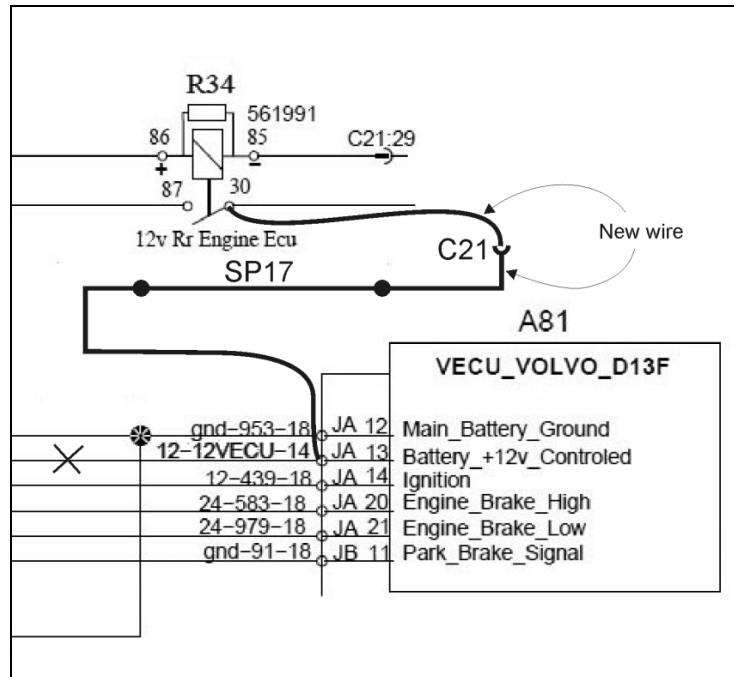 R34
561991
86
85
C21:29
+
-
87
30
12v Rr Engine Ecu
New wire
C21
SP17
A81
VECU_VOLVO_D13F
gnd-953-18 JA 12 Main_Battery_Ground
12-12VECU-14 JA 13 Battery_+12v_Controled
12-439-18 JA 14 Ignition
24-583-18 JA 20 Engine_Brake_High
24-979-18 JA 21 Engine_Brake_Low
gnd-91-18 JB 11 Park_Brake_Signal